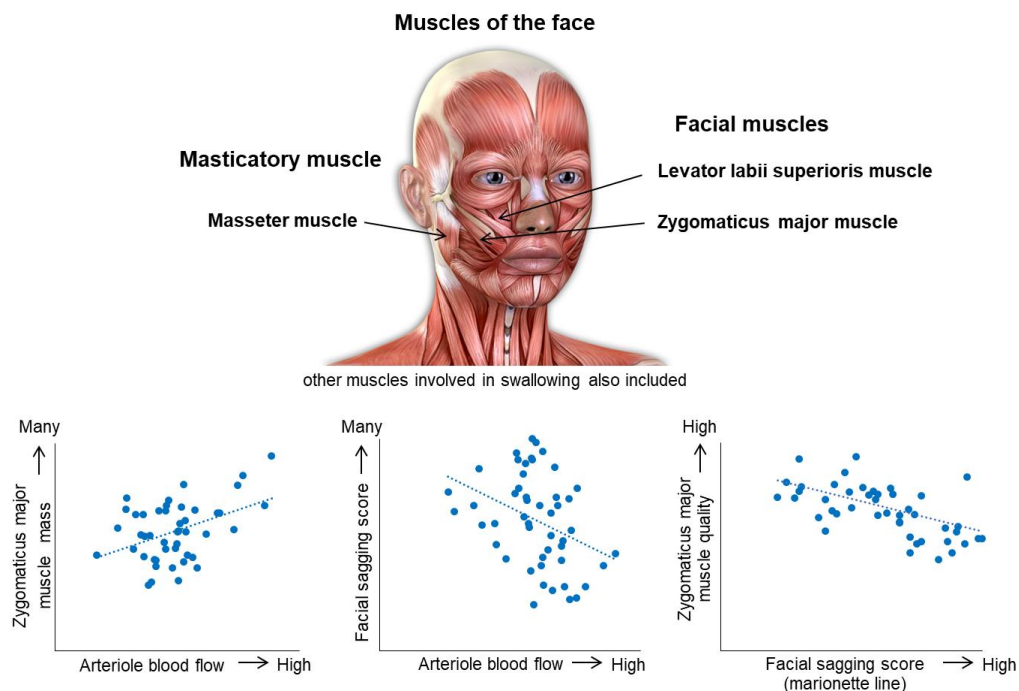 Muscles of the face
Facial muscles
Masticatory muscle
Levator labii superioris muscle
Masseter muscle
Zygomaticus major muscle
other muscles involved in swallowing also included
Many
Zygomaticus major
muscle mass
Arteriole blood flow
High
Many
Facial sagging score
Arteriole blood flow
High
High
Zygomaticus major
muscle quality
Facial sagging score
(marionette line)
High